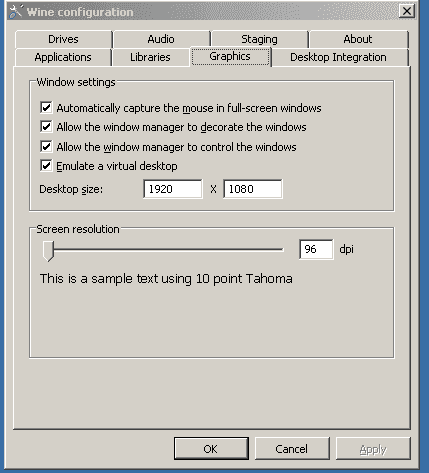 Wine configuration
Drives Audio Staging About
Applications Libraries Graphics Desktop Integration
Window settings
Automatically capture the mouse in full-screen windows
Allow the window manager to decorate the windows
Allow the window manager to control the windows
Emulate a virtual desktop
Desktop size: 1920 X 1080
Screen resolution
96 dpi
This is a sample text using 10 point Tahoma
OK Cancel Apply